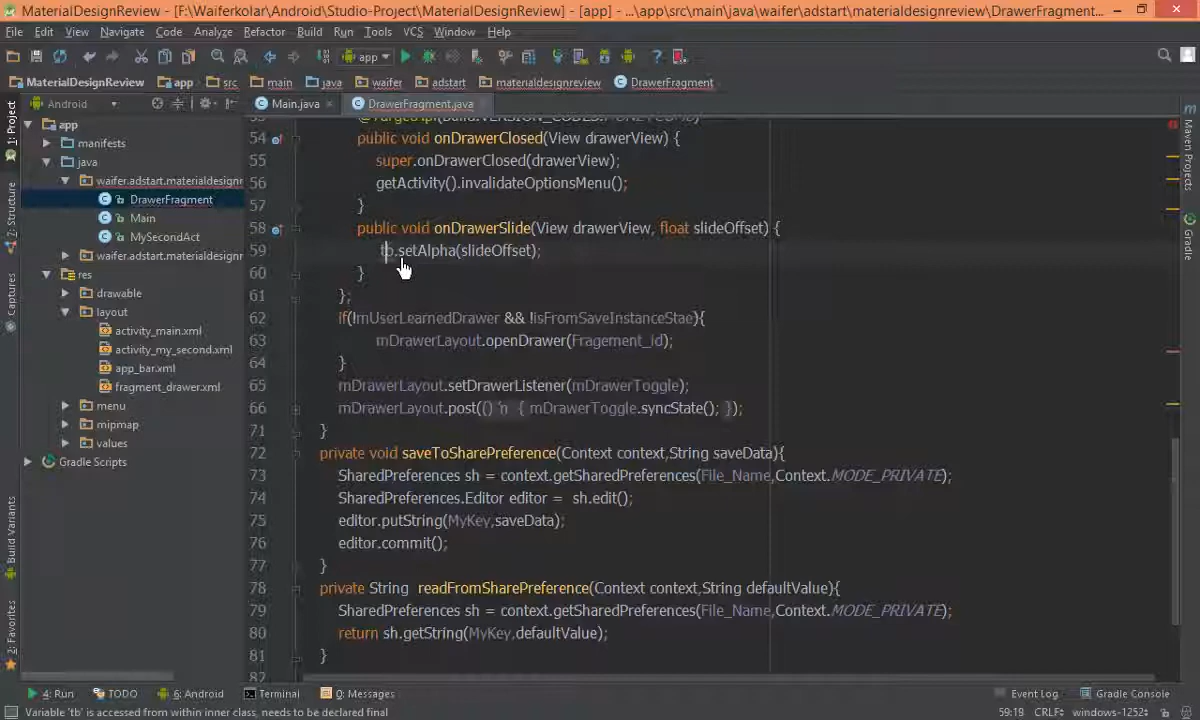 MaterialDesignReview - [F:\Waiferkolar\Android\Studio-Project\MaterialDesignReview] - [app] - ...\app\src\main\java\waifer\adstart\materialdesignreview\DrawerFragment...
File Edit View Navigate Code Analyze Refactor Build Run Tools VCS Window Help
app
MaterialDesignReview app src main java waifer adstart materialdesignreview DrawerFragment
Android Main.java DrawerFragment.java
1: Project
2: Structure
Captures
Build Variants
2: Favorites
Maven Projects
Gradle
app
manifests
java
waifer.adstart.materialdesignr
DrawerFragment
Main
MySecondAct
waifer.adstart.materialdesignr
res
drawable
layout
activity_main.xml
activity_my_second.xml
app_bar.xml
fragment_drawer.xml
menu
mipmap
values
Gradle Scripts
54 public void onDrawerClosed(View drawerView) {
55 super.onDrawerClosed(drawerView);
56 getActivity().invalidateOptionsMenu();
57 }
58 public void onDrawerSlide(View drawerView, float slideOffset) {
59 tb.setAlpha(slideOffset);
60 }
61 };
62 if(!mUserLearnedDrawer && !isFromSaveInstanceStae){
63 mDrawerLayout.openDrawer(Fragement_id);
64 }
65 mDrawerLayout.setDrawerListener(mDrawerToggle);
66 mDrawerLayout.post(() { mDrawerToggle.syncState(); });
71 }
72 private void saveToSharePreference(Context context,String saveData){
73 SharedPreferences sh = context.getSharedPreferences(File_Name,Context.MODE_PRIVATE);
74 SharedPreferences.Editor editor = sh.edit();
75 editor.putString(MyKey,saveData);
76 editor.commit();
77 }
78 private String readFromSharePreference(Context context,String defaultValue){
79 SharedPreferences sh = context.getSharedPreferences(File_Name,Context.MODE_PRIVATE);
80 return sh.getString(MyKey,defaultValue);
81 }
82
4: Run TODO 6: Android Terminal 0: Messages Event Log Gradle Console
Variable 'tb' is accessed from within inner class, needs to be declared final 59:19 CRLF windows-1252